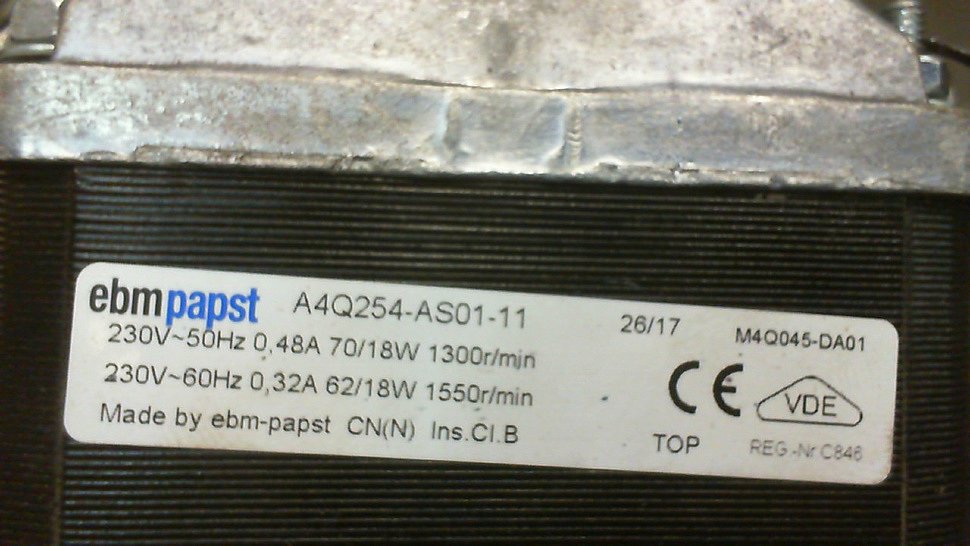 ebmpapst A4Q254-AS01-11 26/17 M4Q045-DA01
230V~50Hz 0,48A 70/18W 1300r/min
230V~60Hz 0,32A 62/18W 1550r/min
CE VDE
Made by ebm-papst CN(N) Ins.Cl.B TOP REG.-Nr C846